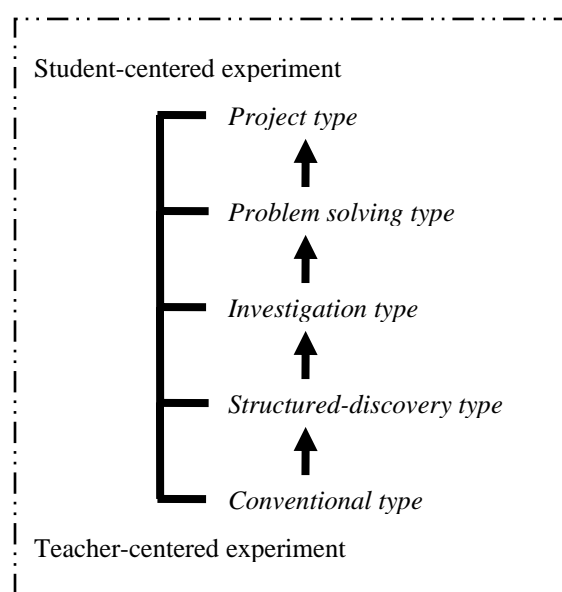 Student-centered experiment
Project type
Problem solving type
Investigation type
Structured-discovery type
Conventional type
Teacher-centered experiment